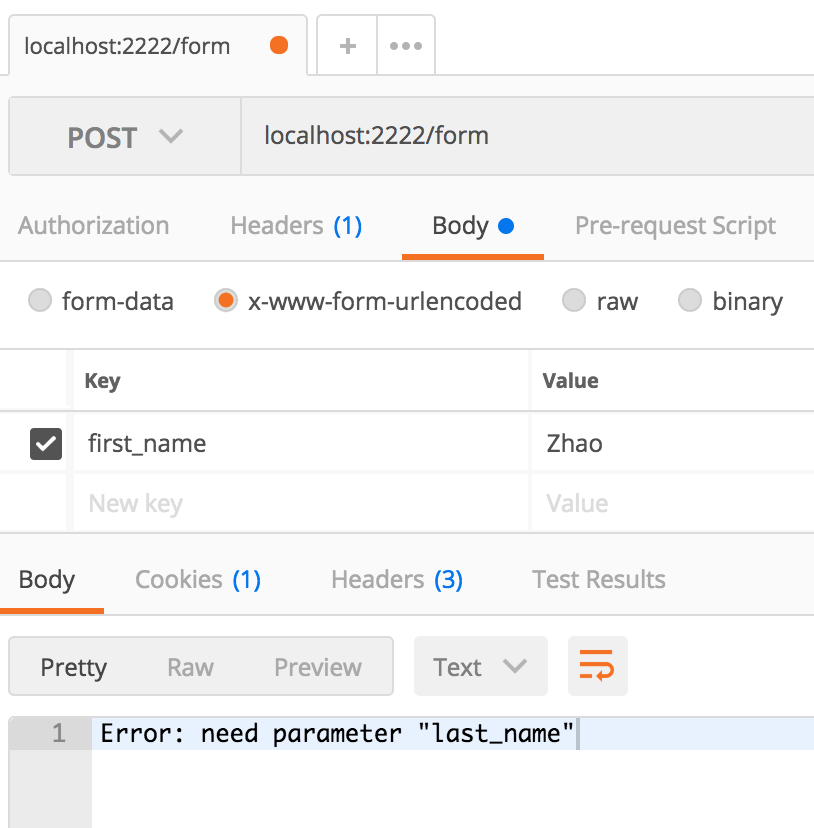 localhost:2222/form
POST localhost:2222/form
Authorization Headers (1) Body Pre-request Script
form-data x-www-form-urlencoded raw binary
Key Value
first_name Zhao
New key Value
Body Cookies (1) Headers (3) Test Results
Pretty Raw Preview Text
1 Error: need parameter "last_name"